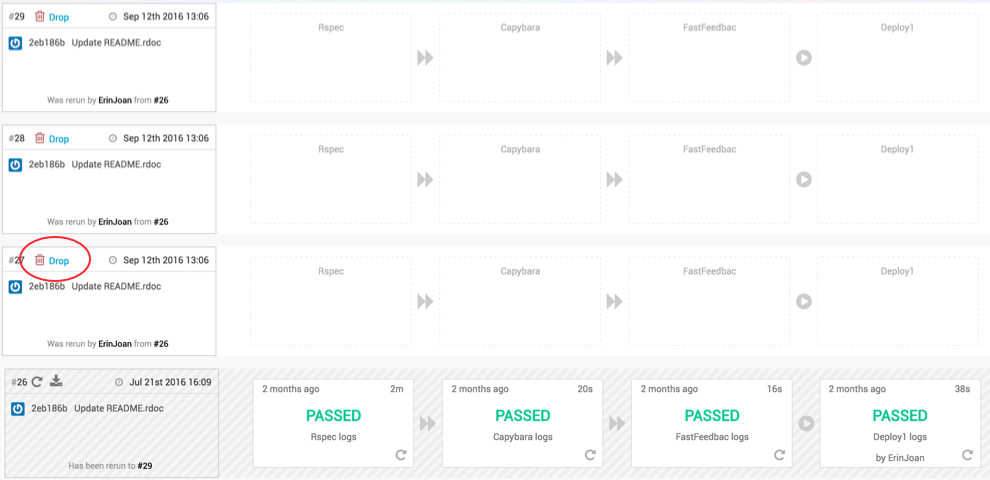 #29 Drop Sep 12th 2016 13:06
2eb186b Update README.rdoc
Was rerun by ErinJoan from #26
Rspec
Capybara
FastFeedbac
Deploy1
#28 Drop Sep 12th 2016 13:06
2eb186b Update README.rdoc
Was rerun by ErinJoan from #26
Rspec
Capybara
FastFeedbac
Deploy1
#27 Drop Sep 12th 2016 13:06
2eb186b Update README.rdoc
Was rerun by ErinJoan from #26
Rspec
Capybara
FastFeedbac
Deploy1
#26 Jul 21st 2016 16:09
2eb186b Update README.rdoc
Has been rerun to #29
2 months ago 2m
PASSED
Rspec logs
2 months ago 20s
PASSED
Capybara logs
2 months ago 16s
PASSED
FastFeedbac logs
2 months ago 38s
PASSED
Deploy1 logs
by ErinJoan